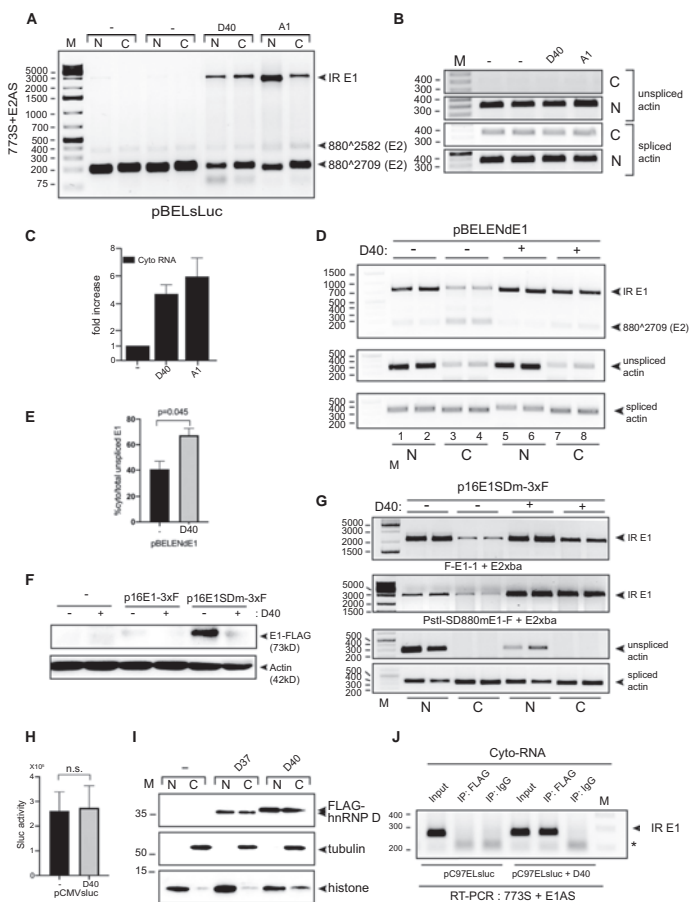 A
- - D40 A1
M N C N C N C N C
773S+E2AS
5000
3000
2000
1500
1000
700
500
400
300
200
75
IR E1
880^2582 (E2)
880^2709 (E2)
pBELsLuc
B
M - - D40 A1
400
300
C
400
300
N
unspliced
actin
400
300
C
400
300
N
spliced
actin
C
fold increase
8
6
4
2
1
0
Cyto RNA
- D40 A1
D
pBELENdE1
D40: - - + +
1500
1000
700
500
400
300
200
IR E1
880^2709 (E2)
500
400
300
200
unspliced
actin
500
400
300
200
spliced
actin
1 2 3 4 5 6 7 8
M N C N C
E
%cyto/total unspliced E1
80
60
40
20
0
p=0.045
- D40
pBELENdE1
F
- p16E1-3xF p16E1SDm-3xF
- + - + - + : D40
E1-FLAG
(73kD)
Actin
(42kD)
G
p16E1SDm-3xF
D40: - - + +
5000
3000
2000
1500
IR E1
F-E1-1 + E2xba
5000
3000
2000
1500
IR E1
PstI-SD880mE1-F + E2xba
500
400
300
200
unspliced
actin
500
400
300
200
spliced
actin
M N C N C
H
X10⁵
Sluc activity
4
3
2
1
0
n.s.
- D40
pCMVsluc
I
– D37 D40
M N C N C N C
35
FLAG-
hnRNP D
50
tubulin
15
histone
J
Cyto-RNA
Input IP: FLAG IP: IgG Input IP: FLAG IP: IgG M
400
300
200
IR E1
*
pC97ELsluc pC97ELsluc + D40
RT-PCR : 773S + E1AS